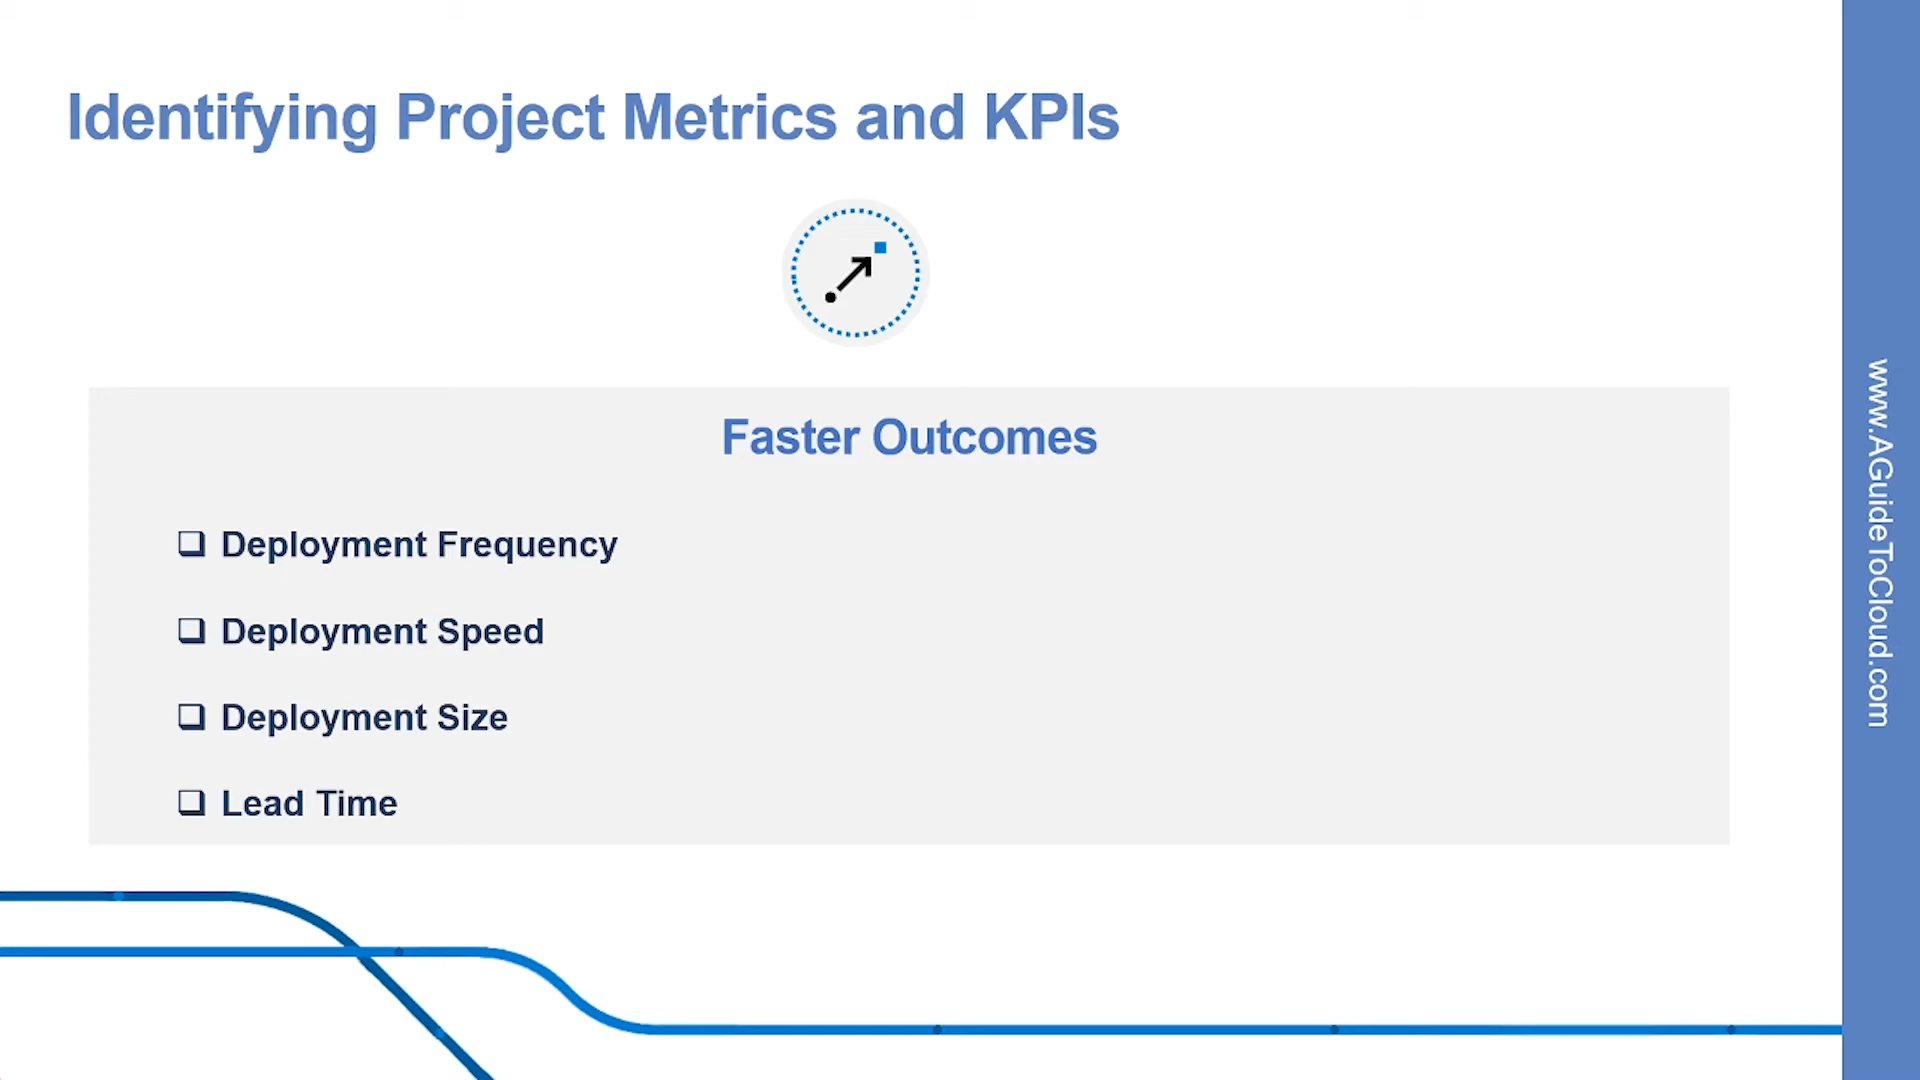 Identifying Project Metrics and KPIs
Faster Outcomes
Deployment Frequency
Deployment Speed
Deployment Size
Lead Time
www.AGuideToCloud.com